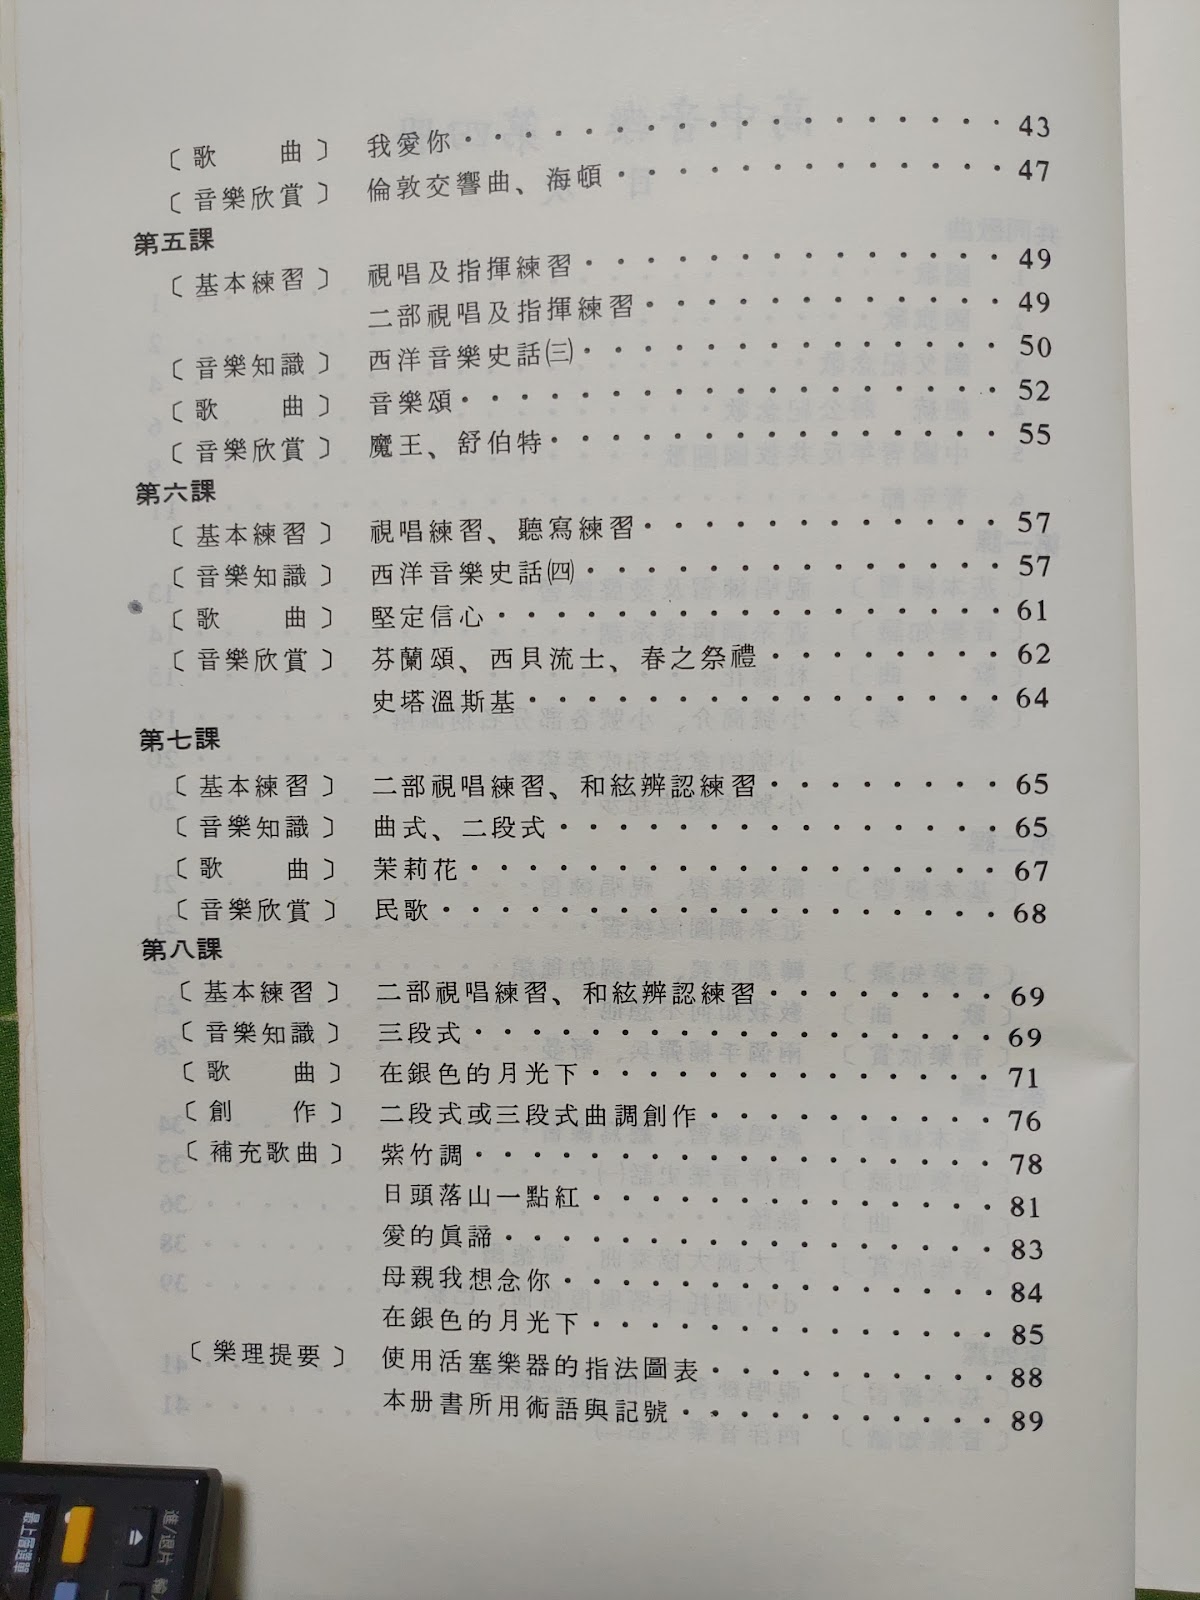 〔歌　　曲〕 我愛你・・・・・・・・・・・・・・・・・・ 43
〔音樂欣賞〕 倫敦交響曲、海頓・・・・・・・・・・・・・ 47
第五課
〔基本練習〕 視唱及指揮練習・・・・・・・・・・・・・・ 49
二部視唱及指揮練習・・・・・・・・・・・・ 49
〔音樂知識〕 西洋音樂史話㈢・・・・・・・・・・・・・・ 50
〔歌　　曲〕 音樂頌・・・・・・・・・・・・・・・・・・ 52
〔音樂欣賞〕 魔王、舒伯特・・・・・・・・・・・・・・・ 55
第六課
〔基本練習〕 視唱練習、聽寫練習・・・・・・・・・・・・ 57
〔音樂知識〕 西洋音樂史話㈣・・・・・・・・・・・・・・ 57
〔歌　　曲〕 堅定信心・・・・・・・・・・・・・・・・・ 61
〔音樂欣賞〕 芬蘭頌、西貝流士、春之祭禮・・・・・・・・ 62
史塔溫斯基・・・・・・・・・・・・・・・・ 64
第七課
〔基本練習〕 二部視唱練習、和絃辨認練習・・・・・・・・ 65
〔音樂知識〕 曲式、二段式・・・・・・・・・・・・・・・ 65
〔歌　　曲〕 茉莉花・・・・・・・・・・・・・・・・・・ 67
〔音樂欣賞〕 民歌・・・・・・・・・・・・・・・・・・・ 68
第八課
〔基本練習〕 二部視唱練習、和絃辨認練習・・・・・・・・ 69
〔音樂知識〕 三段式・・・・・・・・・・・・・・・・・・ 69
〔歌　　曲〕 在銀色的月光下・・・・・・・・・・・・・・ 71
〔創　　作〕 二段式或三段式曲調創作・・・・・・・・・・ 76
〔補充歌曲〕 紫竹調・・・・・・・・・・・・・・・・・・ 78
日頭落山一點紅・・・・・・・・・・・・・・ 81
愛的眞諦・・・・・・・・・・・・・・・・・ 83
母親我想念你・・・・・・・・・・・・・・・ 84
在銀色的月光下・・・・・・・・・・・・・・ 85
〔樂理提要〕 使用活塞樂器的指法圖表・・・・・・・・・・ 88
本册書所用術語與記號・・・・・・・・・・・ 89
進/退片
最上層選單